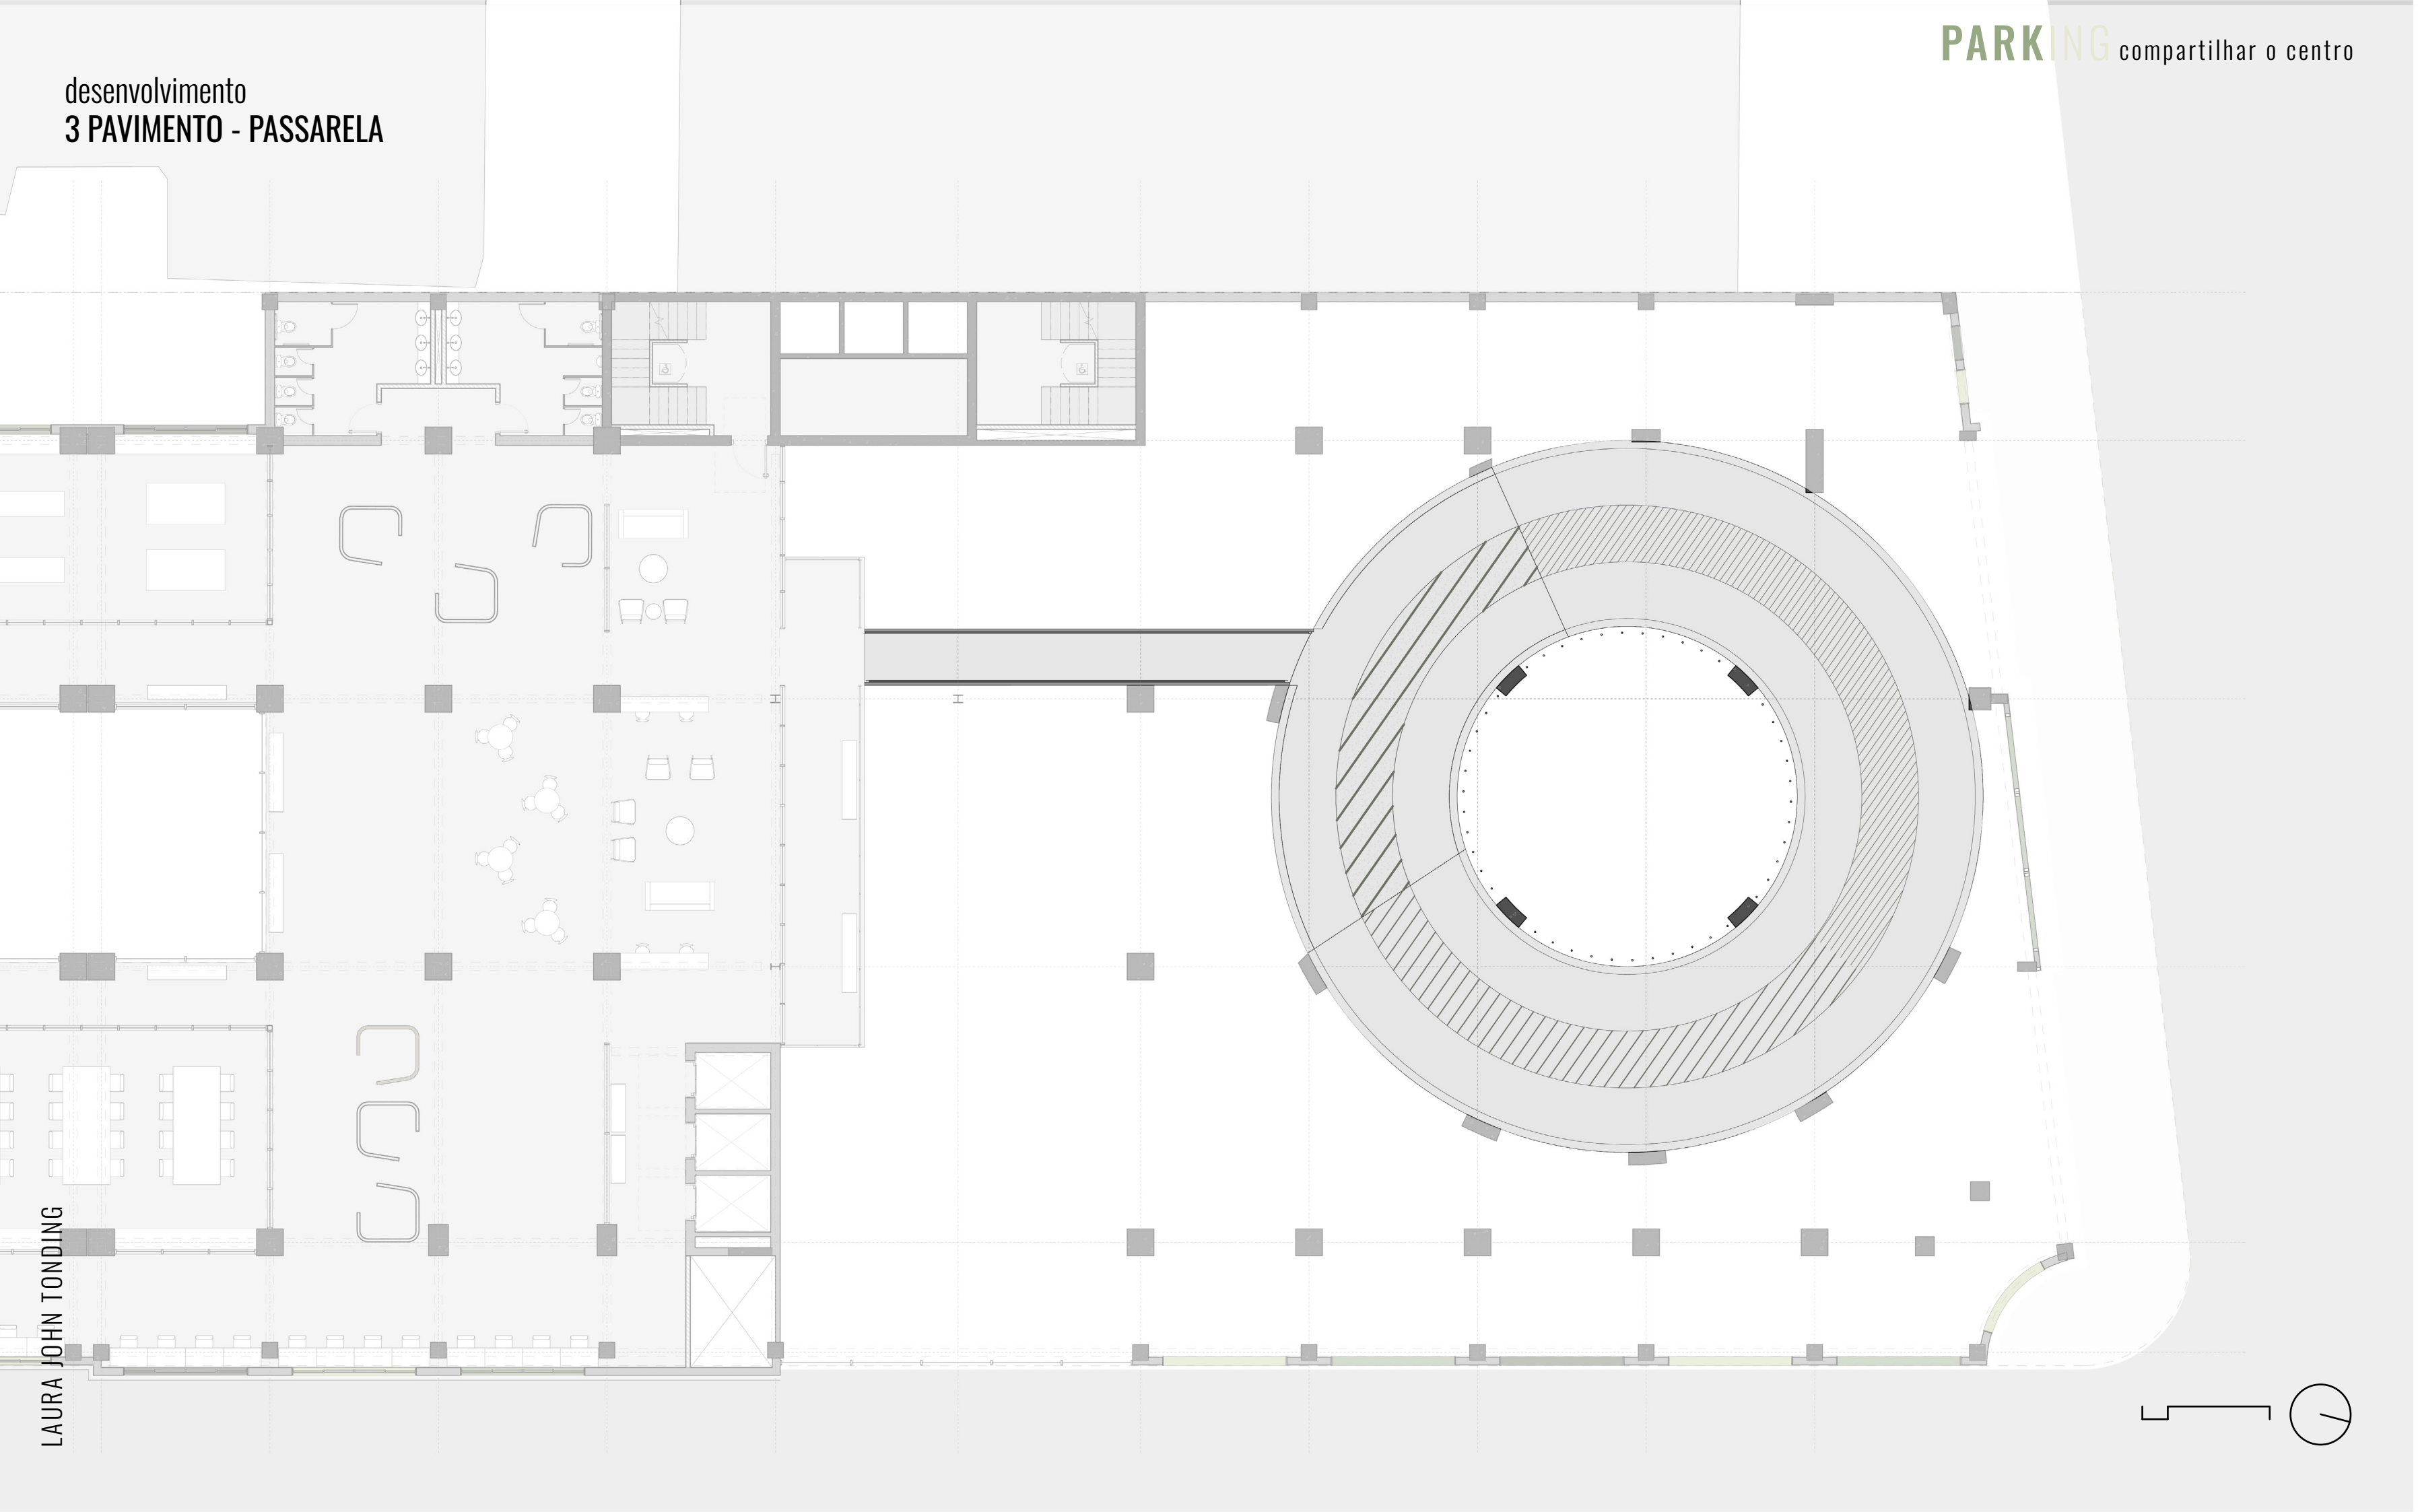 PARKING compartilhar o centro
desenvolvimento
3 PAVIMENTO - PASSARELA
LAURA JOHN TONDING